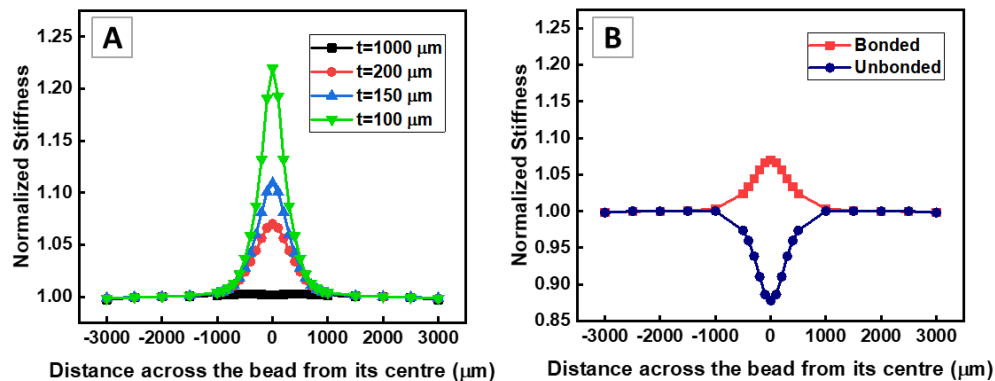 A
t=1000 μm
t=200 μm
t=150 μm
t=100 μm
Normalized Stiffness
1.25
1.20
1.15
1.10
1.05
1.00
-3000 -2000 -1000 0 1000 2000 3000
Distance across the bead from its centre (μm)
B
Bonded
Unbonded
Normalized Stiffness
1.25
1.20
1.15
1.10
1.05
1.00
0.95
0.90
0.85
-3000 -2000 -1000 0 1000 2000 3000
Distance across the bead from its centre (μm)